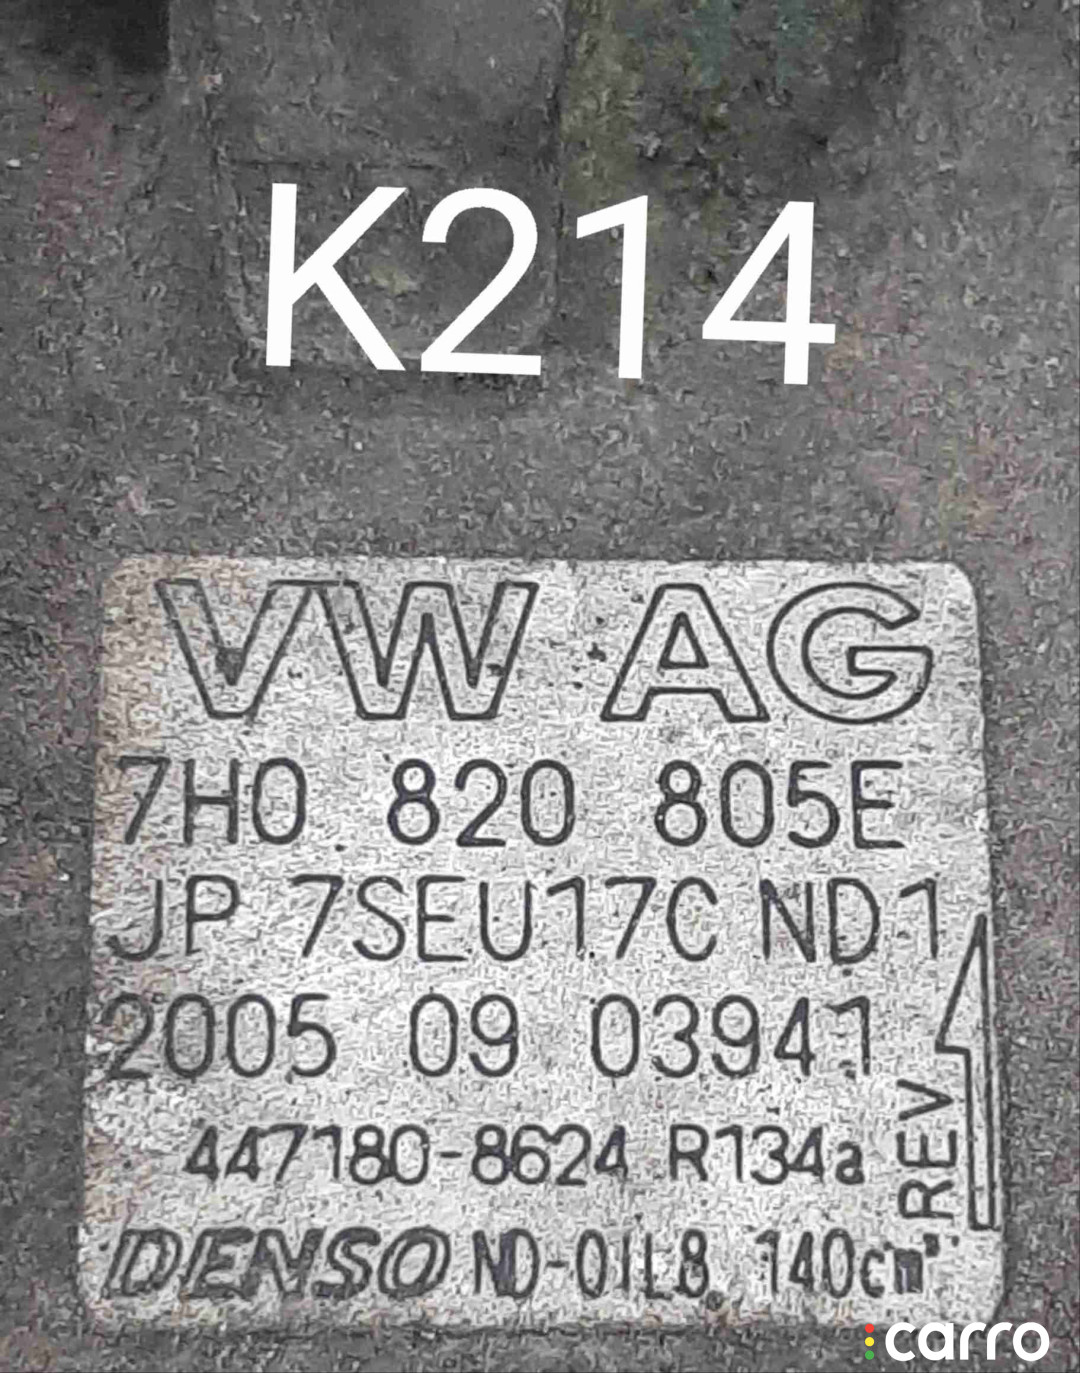 K214
VW AG
7H0 820 805E
JP 7SEU17C ND1
2005 09 03941
447180-8624 R134a
REV
DENSO ND-OIL8 140cm³
carro